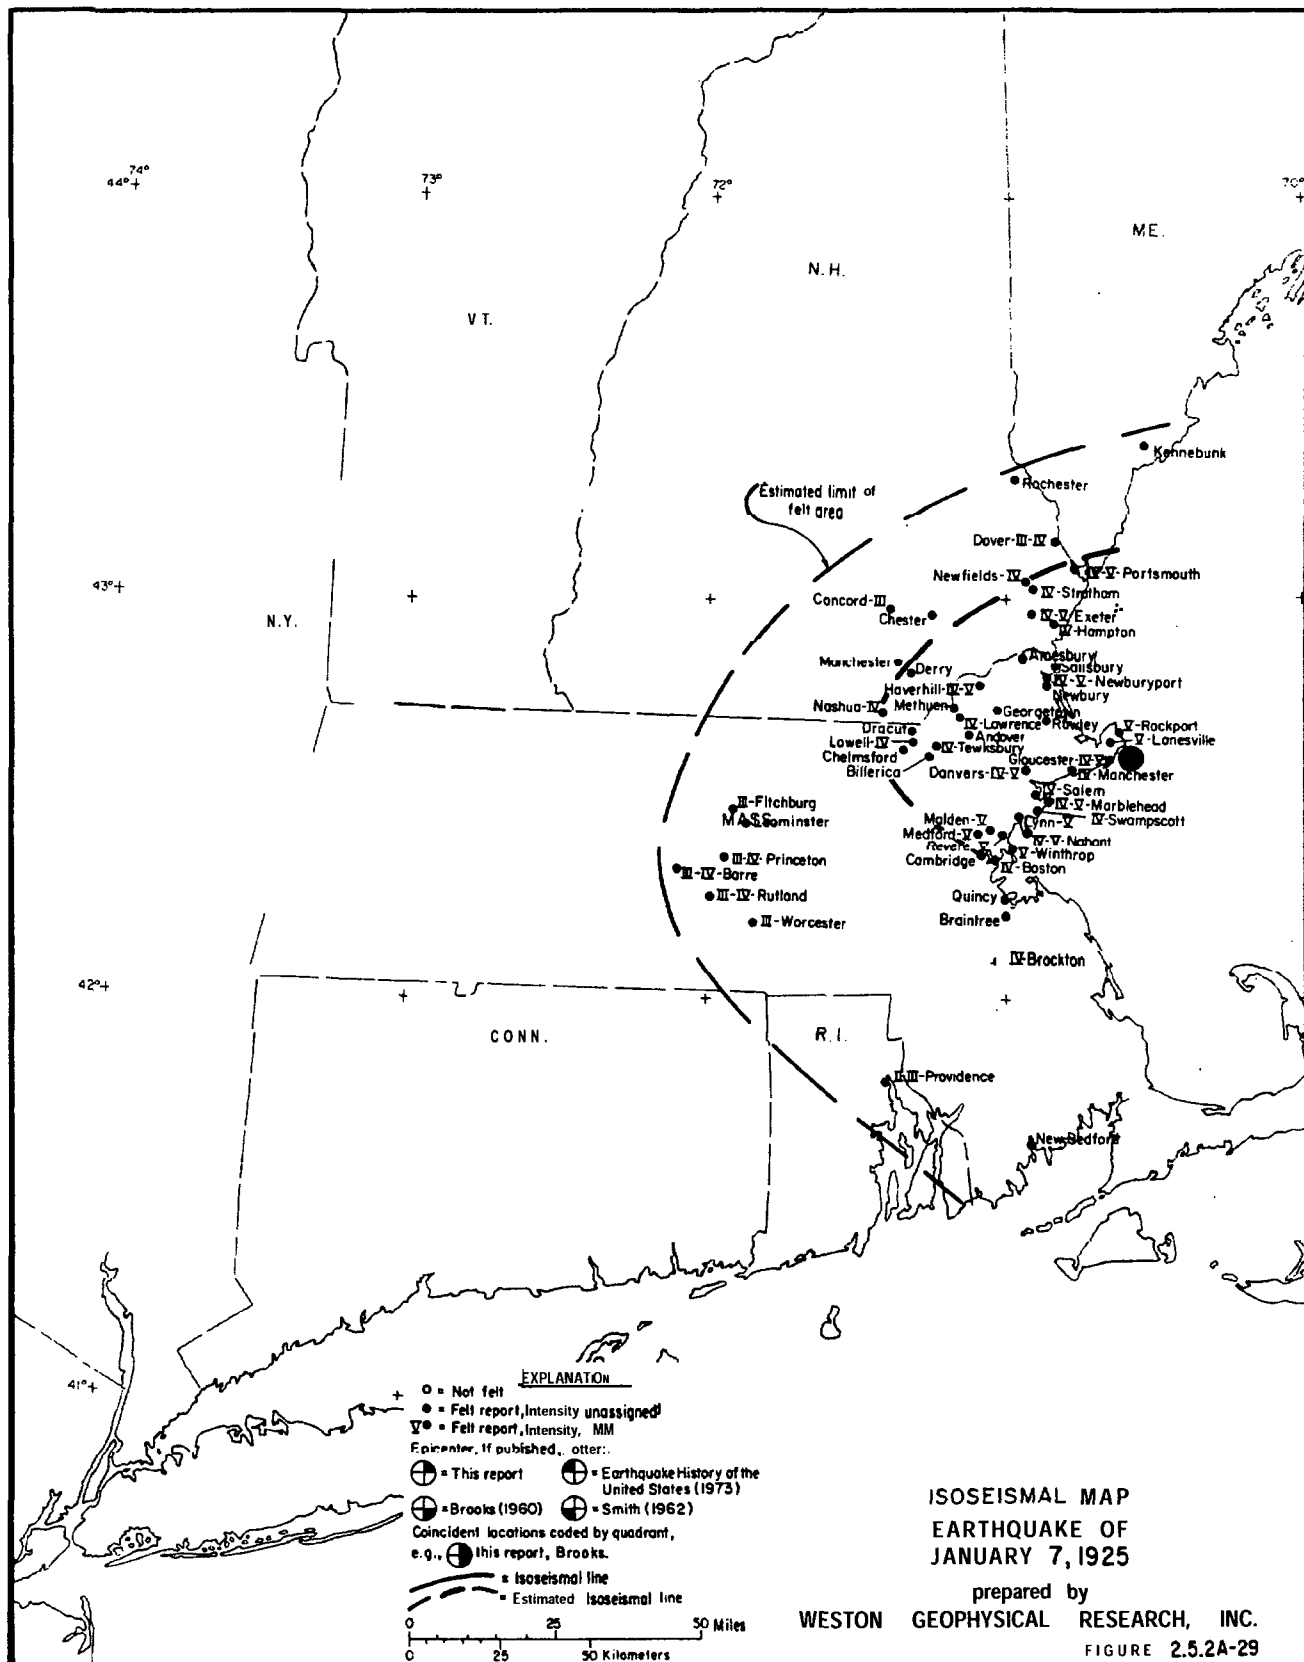 74°
44°
73°
72°
70°
ME.
N.H.
VT.
Kennebunk
Rochester
Estimated limit of
felt area
Dover-III-IV
IV-V-Portsmouth
43°
Newfields-IV
IV-Stratham
Concord-III
N.Y.
Chester
IV-V-Exeter
IV-Hampton
Manchester
Derry
Amesbury
Salisbury
Haverhill-IV-V
IV-V-Newburyport
Newbury
Nashua-IV
Methuen
Georgetown
IV-Lawrence
Rowley
V-Rockport
Dracut
Andover
V-Lanesville
Lowell-IV
IV-Tewksbury
Chelmsford
Gloucester-IV-V
Billerica
Danvers-IV-V
IV-Manchester
IV-Salem
III-Fitchburg
IV-V-Marblehead
MASS.
Leominster
Malden-V
Lynn-V
IV-Swampscott
Medford-V
IV-V-Nahant
Revere-V
V-Winthrop
III-IV-Princeton
Cambridge
IV-Boston
III-IV-Barre
III-IV-Rutland
Quincy
III-Worcester
Braintree
IV-Brockton
42°
CONN.
R.I.
II-III-Providence
New Bedford
41°
EXPLANATION
= Not felt
= Felt report, Intensity unassigned
V = Felt report, Intensity, MM
Epicenter, if published, otter:.
= This report
= Earthquake History of the
United States (1973)
= Brooks (1960)
= Smith (1962)
Coincident locations coded by quadrant,
e.g., this report, Brooks.
= Isoseismal line
= Estimated Isoseismal line
0 25 50 Miles
0 25 50 Kilometers
ISOSEISMAL MAP
EARTHQUAKE OF
JANUARY 7, 1925
prepared by
WESTON GEOPHYSICAL RESEARCH, INC.
FIGURE 2.5.2A-29